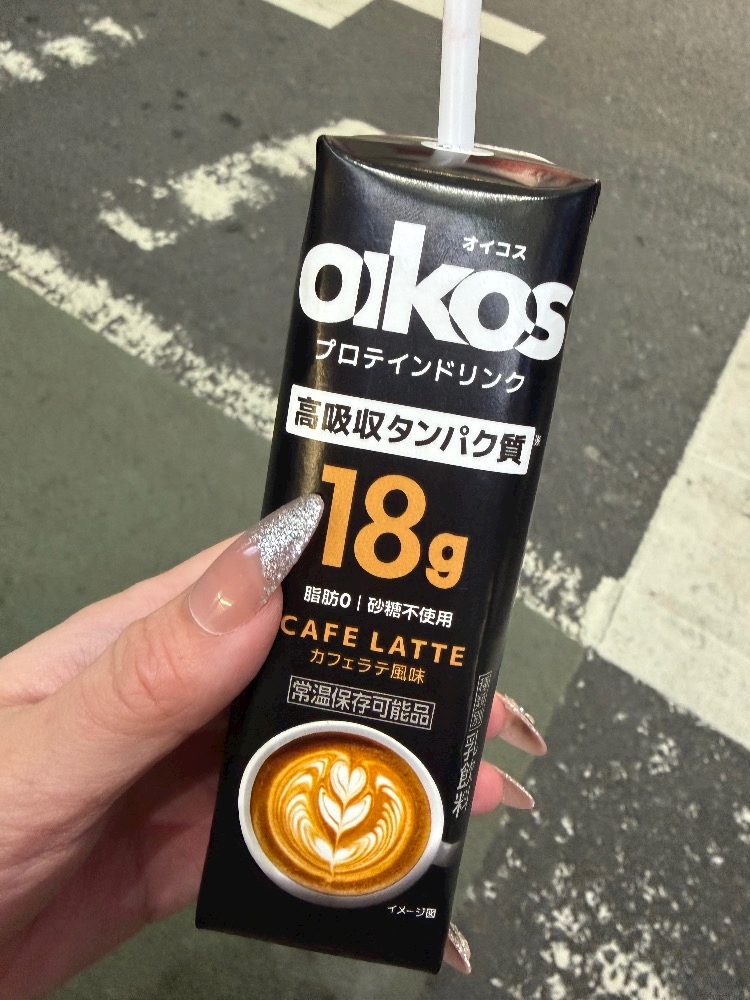 オイコス
oikos
プロテインドリンク
高吸収タンパク質※
18g
脂肪0 | 砂糖不使用
CAFE LATTE
カフェラテ風味
常温保存可能品
乳飲料
イメージ図